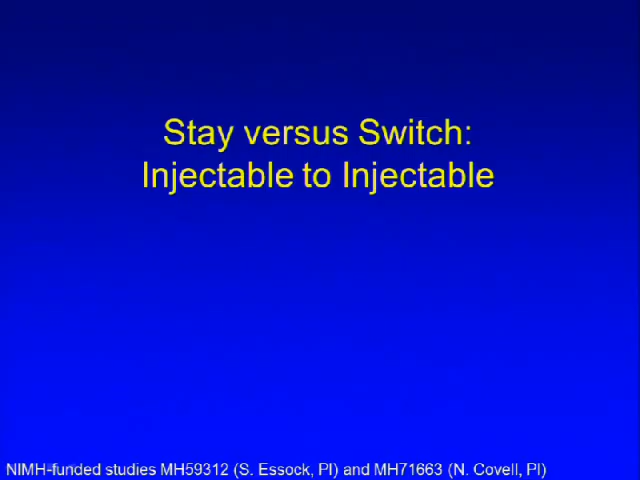 Stay versus Switch:
Injectable to Injectable
NIMH-funded studies MH59312 (S. Essock, PI) and MH71663 (N. Covell, PI)